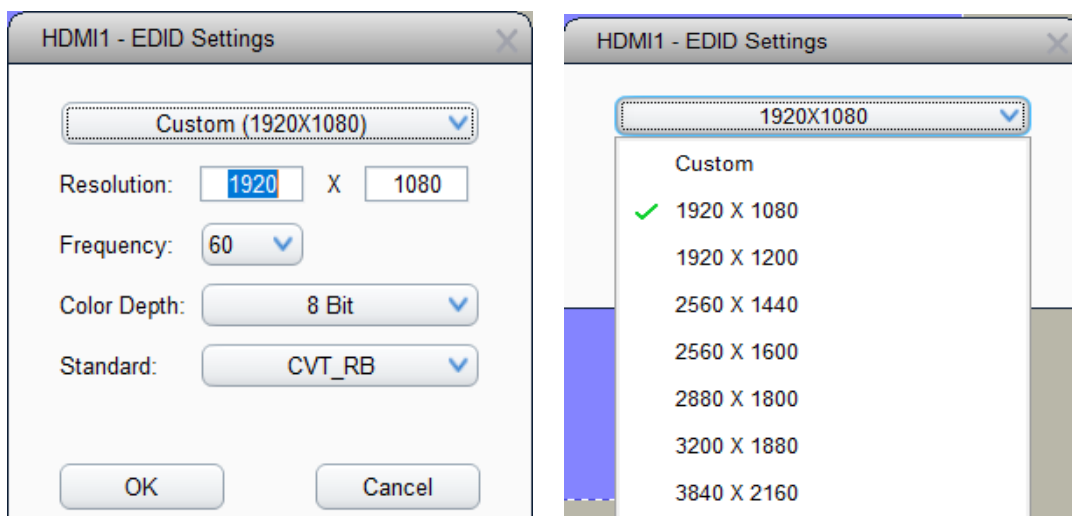 HDMI1 - EDID Settings
Custom (1920X1080)
Resolution: 1920 X 1080
Frequency: 60
Color Depth: 8 Bit
Standard: CVT_RB
OK Cancel
HDMI1 - EDID Settings
1920X1080
Custom
1920 X 1080
1920 X 1200
2560 X 1440
2560 X 1600
2880 X 1800
3200 X 1880
3840 X 2160